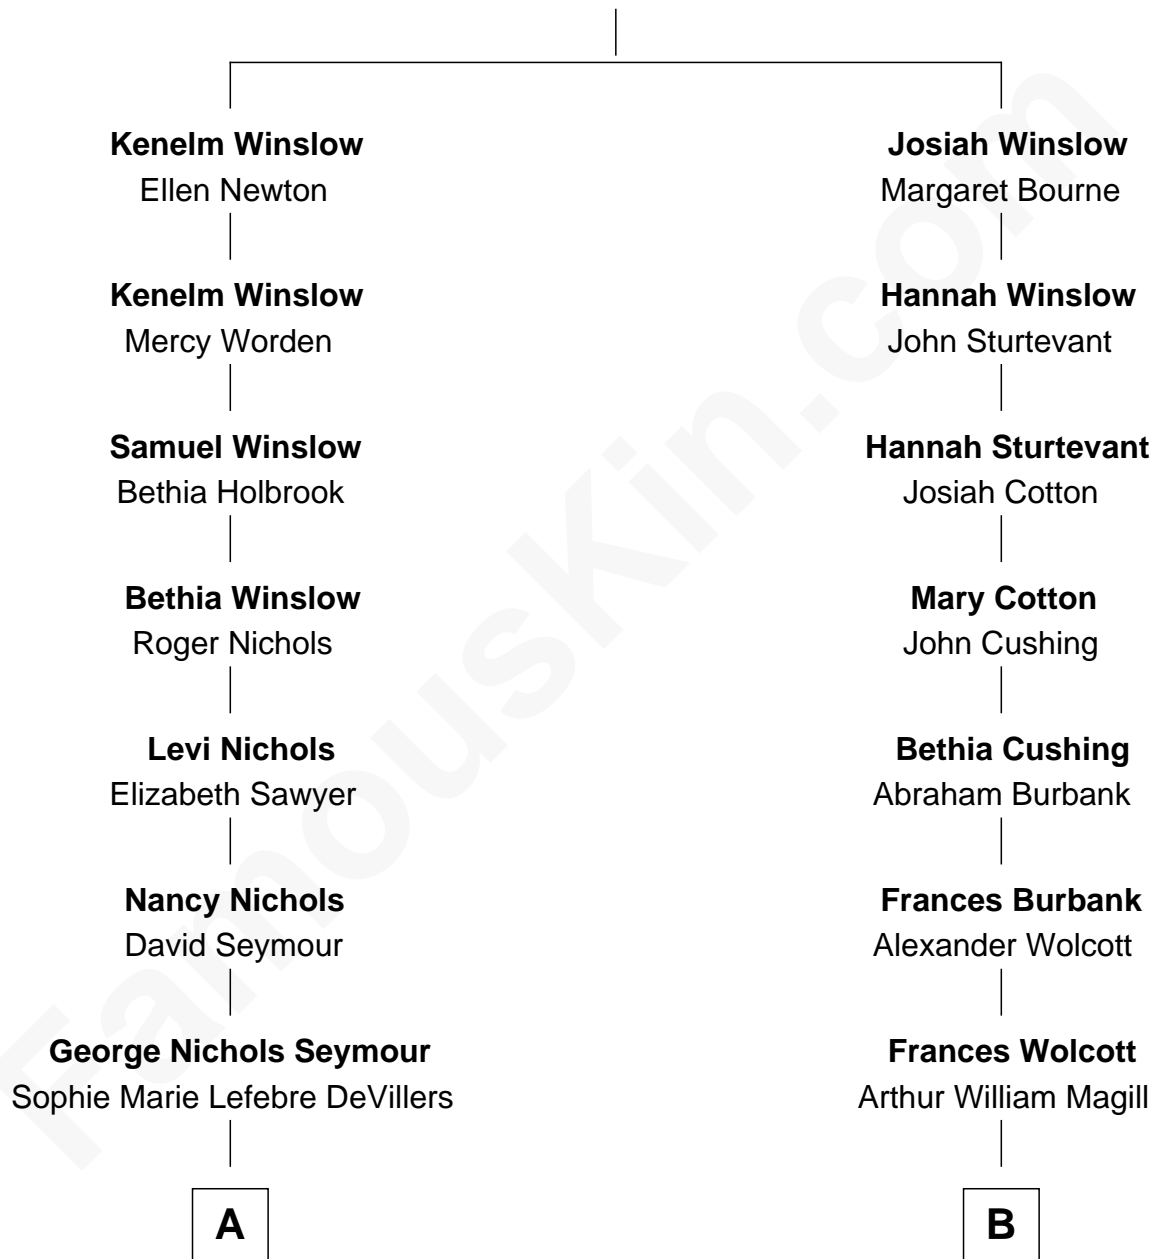 Kenelm Winslow
Ellen Newton
Josiah Winslow
Margaret Bourne
Kenelm Winslow
Mercy Worden
Hannah Winslow
John Sturtevant
Samuel Winslow
Bethia Holbrook
Hannah Sturtevant
Josiah Cotton
Bethia Winslow
Roger Nichols
Mary Cotton
John Cushing
Levi Nichols
Elizabeth Sawyer
Bethia Cushing
Abraham Burbank
Nancy Nichols
David Seymour
Frances Burbank
Alexander Wolcott
George Nichols Seymour
Sophie Marie Lefebre DeVillers
Frances Wolcott
Arthur William Magill
A
B
FamousKin.com